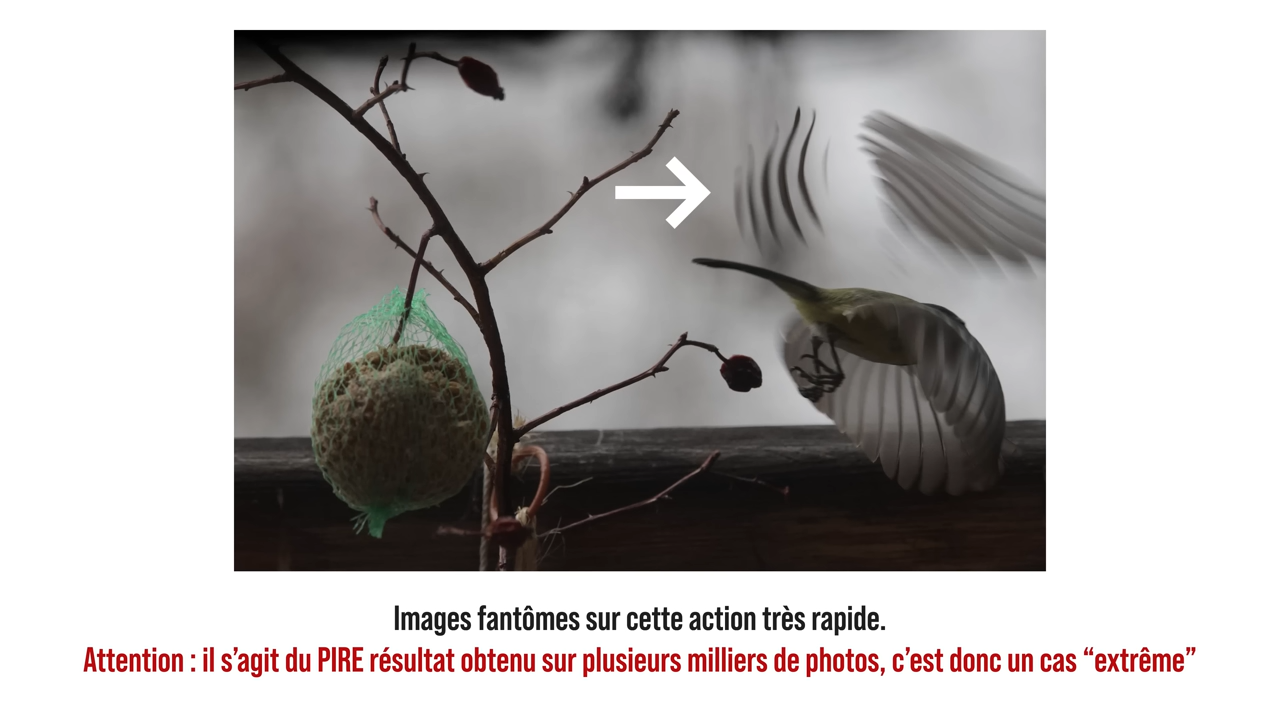 Images fantômes sur cette action très rapide.
Attention : il s’agit du PIRE résultat obtenu sur plusieurs milliers de photos, c’est donc un cas “extrême”